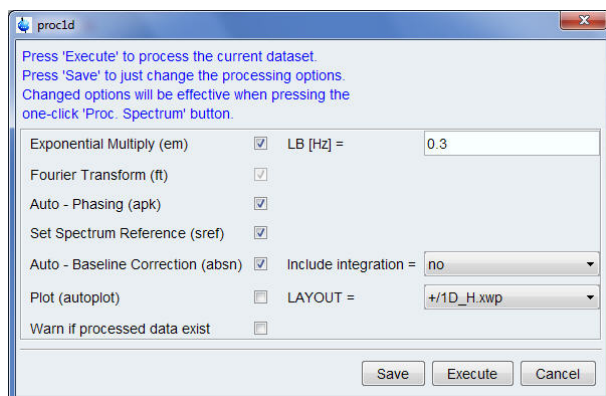 proc1d
Press 'Execute' to process the current dataset.
Press 'Save' to just change the processing options.
Changed options will be effective when pressing the
one-click 'Proc. Spectrum' button.
Exponential Multiply (em) LB [Hz] = 0.3
Fourier Transform (ft)
Auto - Phasing (apk)
Set Spectrum Reference (sref)
Auto - Baseline Correction (absn) Include integration = no
Plot (autoplot) LAYOUT = +/1D_H.xwp
Warn if processed data exist
Save Execute Cancel